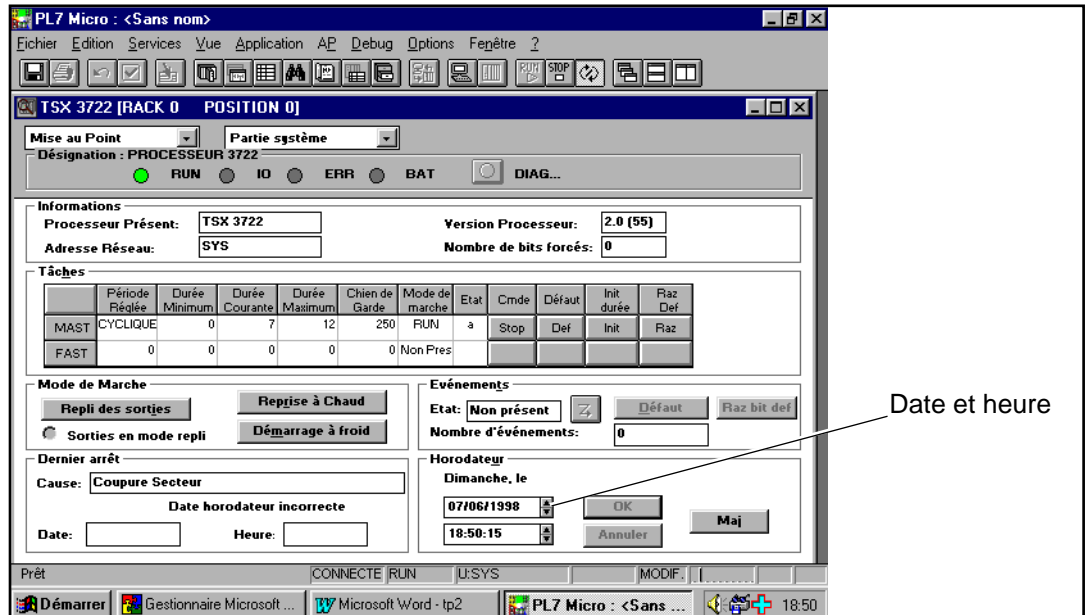 PL7 Micro : <Sans nom>
Fichier Edition Services Vue Application AP Debug Options Fenêtre ?
RUN STOP
TSX 3722 [RACK 0 POSITION 0]
Mise au Point Partie système
Désignation : PROCESSEUR 3722
RUN IO ERR BAT DIAG...
Informations
Processeur Présent: TSX 3722 Version Processeur: 2.0 (55)
Adresse Réseau: SYS Nombre de bits forcés: 0
Tâches
Période Réglée Durée Minimum Durée Courante Durée Maximum Chien de Garde Mode de marche Etat Cmde Défaut Init durée Raz Def
MAST CYCLIQUE 0 7 12 250 RUN a Stop Def Init Raz
FAST 0 0 0 0 0 Non Pres
Mode de Marche
Repli des sorties Reprise à Chaud
Sorties en mode repli Démarrage à froid
Evénements
Etat: Non présent Défaut Raz bit def
Nombre d'événements: 0
Date et heure
Dernier arrêt
Cause: Coupure Secteur
Date horodateur incorrecte
Date: Heure:
Horodateur
Dimanche, le
07/06/1998 OK
18:50:15 Annuler Maj
Prêt CONNECTE RUN U:SYS MODIF.
Démarrer Gestionnaire Microsoft ... Microsoft Word - tp2 PL7 Micro : <Sans ... 18:50